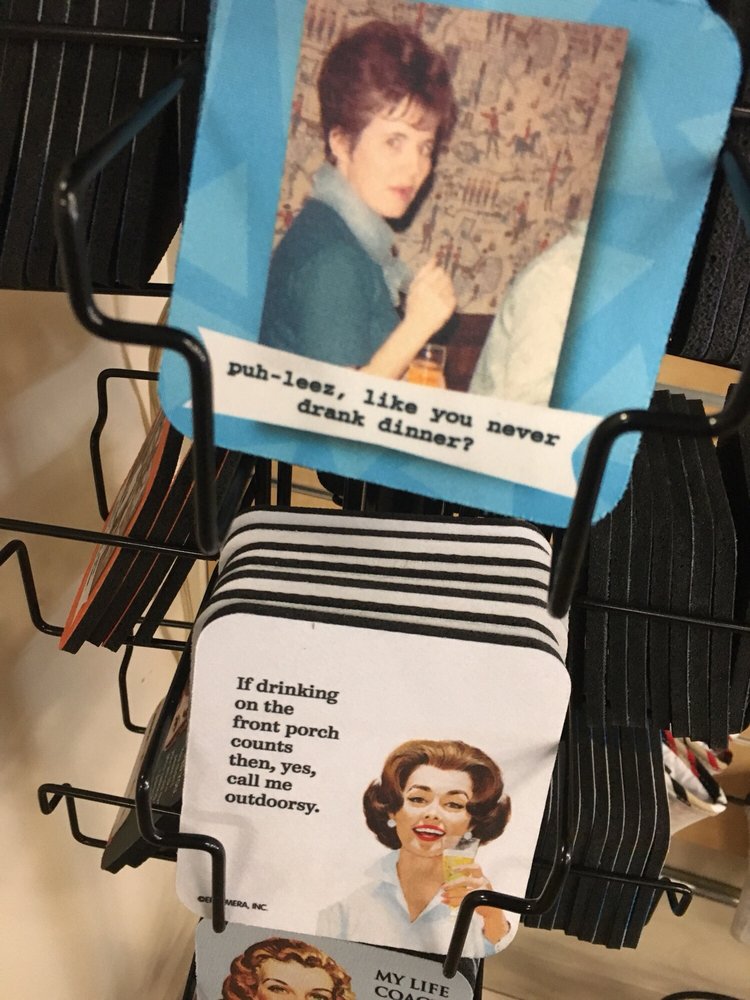 puh-leez, like you never
drank dinner?
If drinking
on the
front porch
counts
then, yes,
call me
outdoorsy.
INC.
MY LIFE